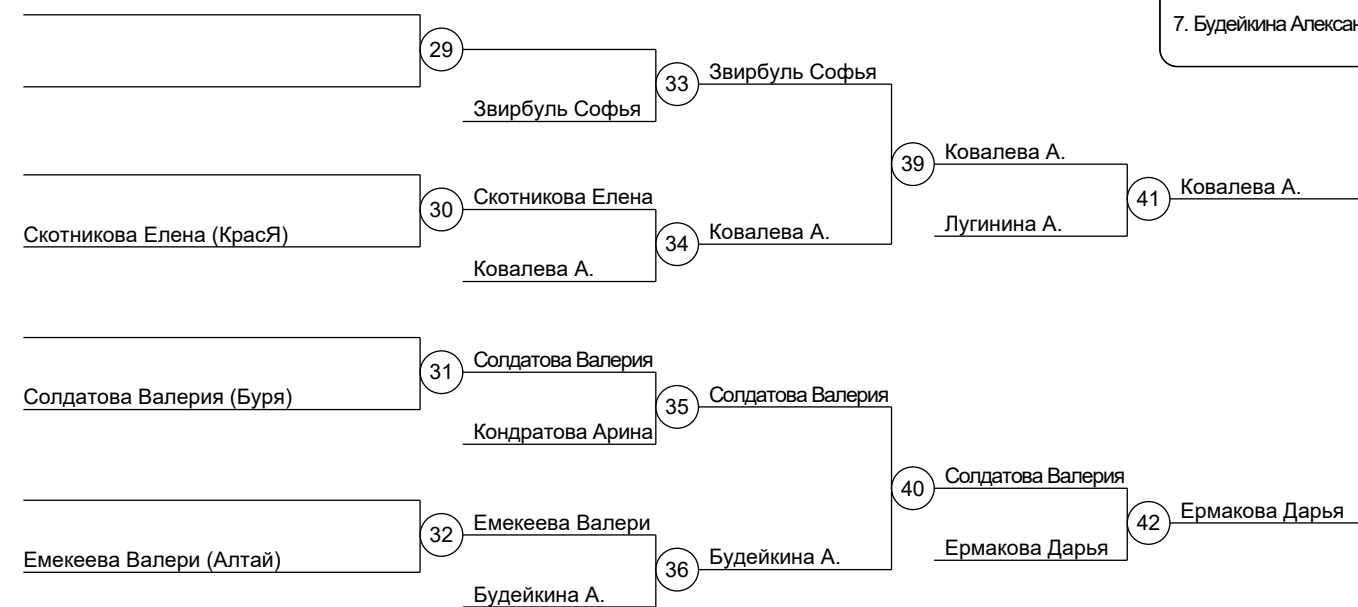 7. Будейкина Алексан
29
Звирбуль Софья
33
Звирбуль Софья
Скотникова Елена (КрасЯ)
30
Скотникова Елена
Ковалева А.
34
Ковалева А.
39
Ковалева А.
Лугинина А.
41
Ковалева А.
Солдатова Валерия (Буря)
31
Солдатова Валерия
Кондратова Арина
35
Солдатова Валерия
Емекеева Валери (Алтай)
32
Емекеева Валери
Будейкина А.
36
Будейкина А.
40
Солдатова Валерия
Ермакова Дарья
42
Ермакова Дарья